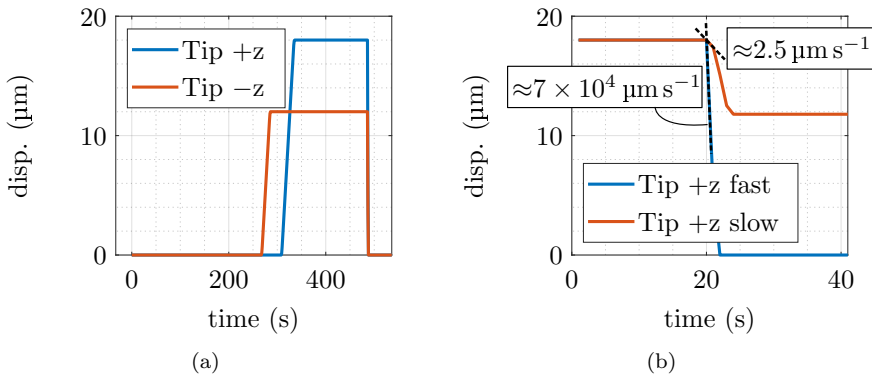 20
10
0
disp. (µm)
Tip +z
Tip −z
0
200
400
time (s)
(a)
20
10
0
disp. (µm)
≈2.5 µm s⁻¹
≈7 × 10⁴ µm s⁻¹
Tip +z fast
Tip +z slow
0
20
40
time (s)
(b)